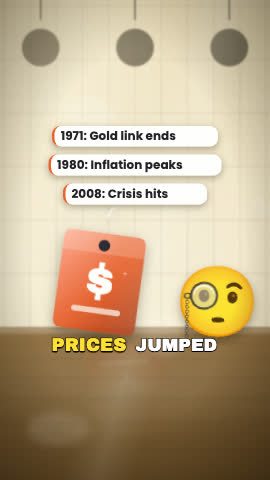 1971: Gold link ends
1980: Inflation peaks
2008: Crisis hits
$
PRICES JUMPED